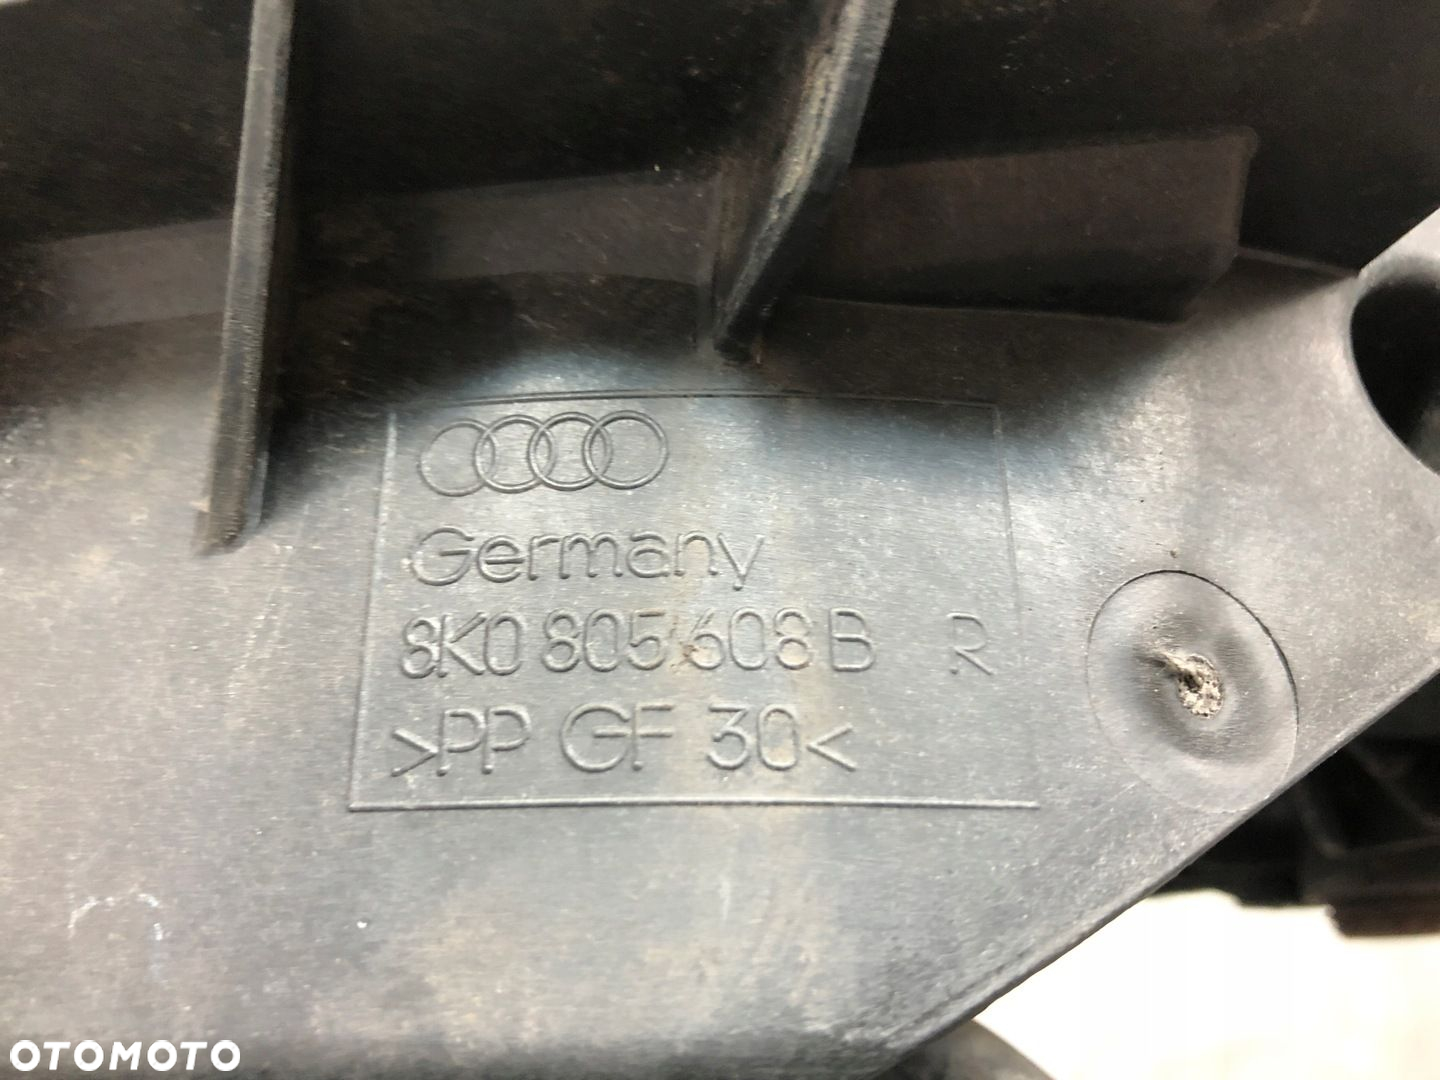 Germany
8K0 805 608 B R
>PP GF 30<
OTOMOTO